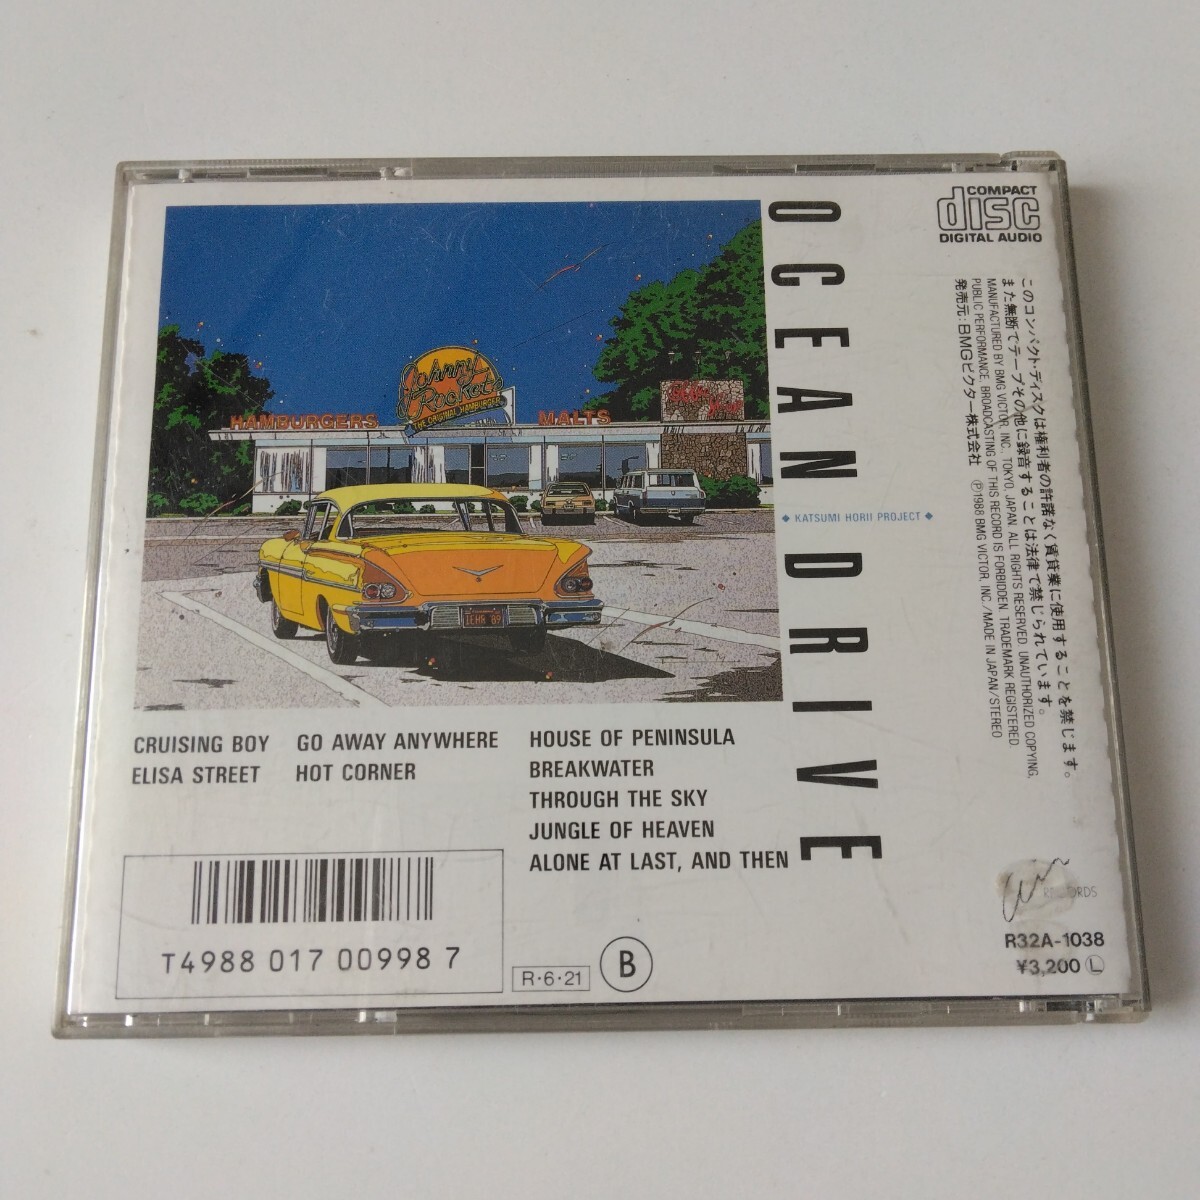 COMPACT
disc
DIGITAL AUDIO
OCEAN DRIVE
◆ KATSUMI HORII PROJECT ◆
このコンパクト・ディスクは権利者の許諾なく賃貸業に使用することを禁じます。
また無断でテープその他に録音することは法律で禁じられています。
MANUFACTURED BY BMG VICTOR, INC., TOKYO, JAPAN. ALL RIGHTS RESERVED. UNAUTHORIZED COPYING,
PUBLIC PERFORMANCE, BROADCASTING OF THIS RECORD IS FORBIDDEN. TRADEMARK REGISTERED.
発売元:BMGビクター株式会社 Ⓟ1988 BMG VICTOR, INC./MADE IN JAPAN/STEREO
Johnny
Rockets
THE ORIGINAL HAMBURGER
HAMBURGERS
MALTS
CRUISING BOY
ELISA STREET
GO AWAY ANYWHERE
HOT CORNER
HOUSE OF PENINSULA
BREAKWATER
THROUGH THE SKY
JUNGLE OF HEAVEN
ALONE AT LAST, AND THEN
T4988 017 00998 7
R・6・21
B
RECORDS
R32A-1038
¥3,200 Ⓛ